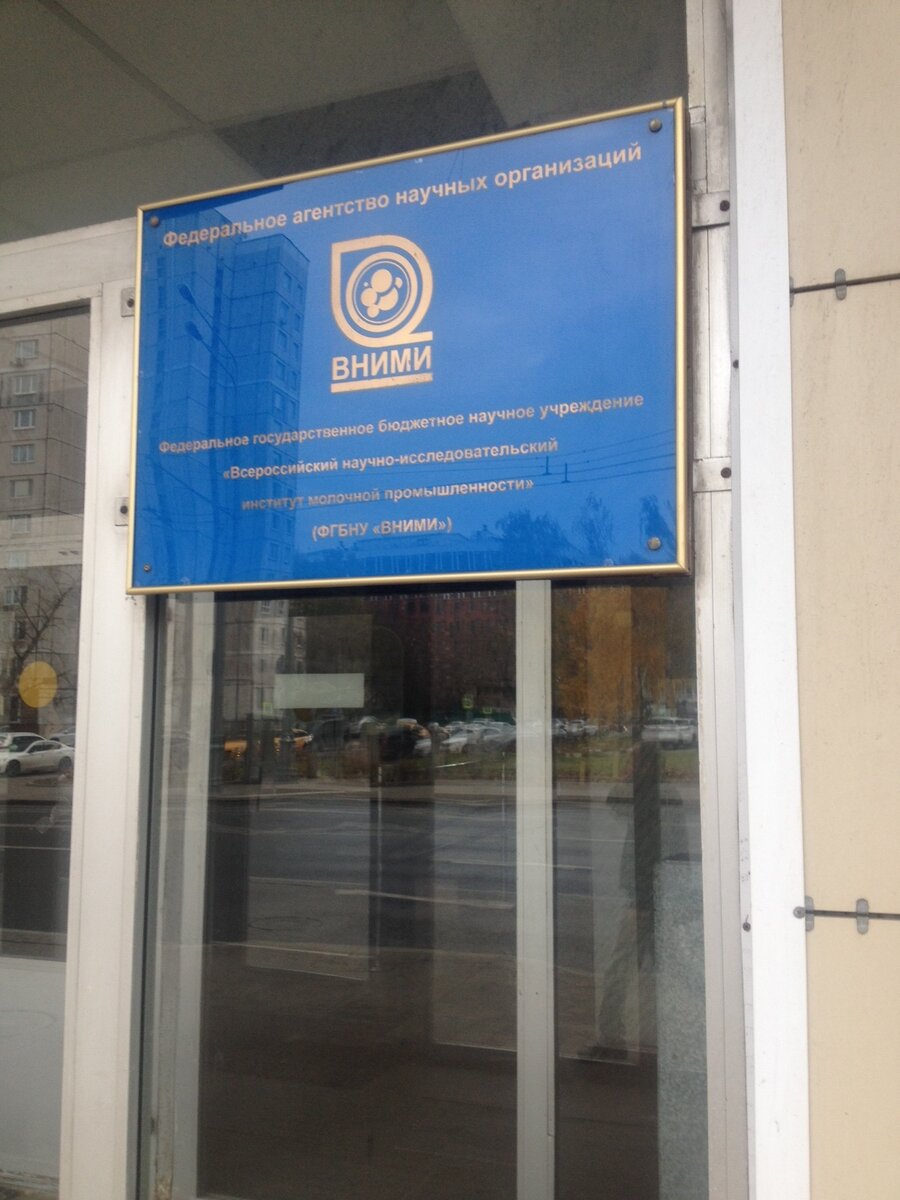 Федеральное агентство научных организаций
ВНИМИ
Федеральное государственное бюджетное научное учреждение
«Всероссийский научно-исследовательский
институт молочной промышленности»
(ФГБНУ «ВНИМИ»)